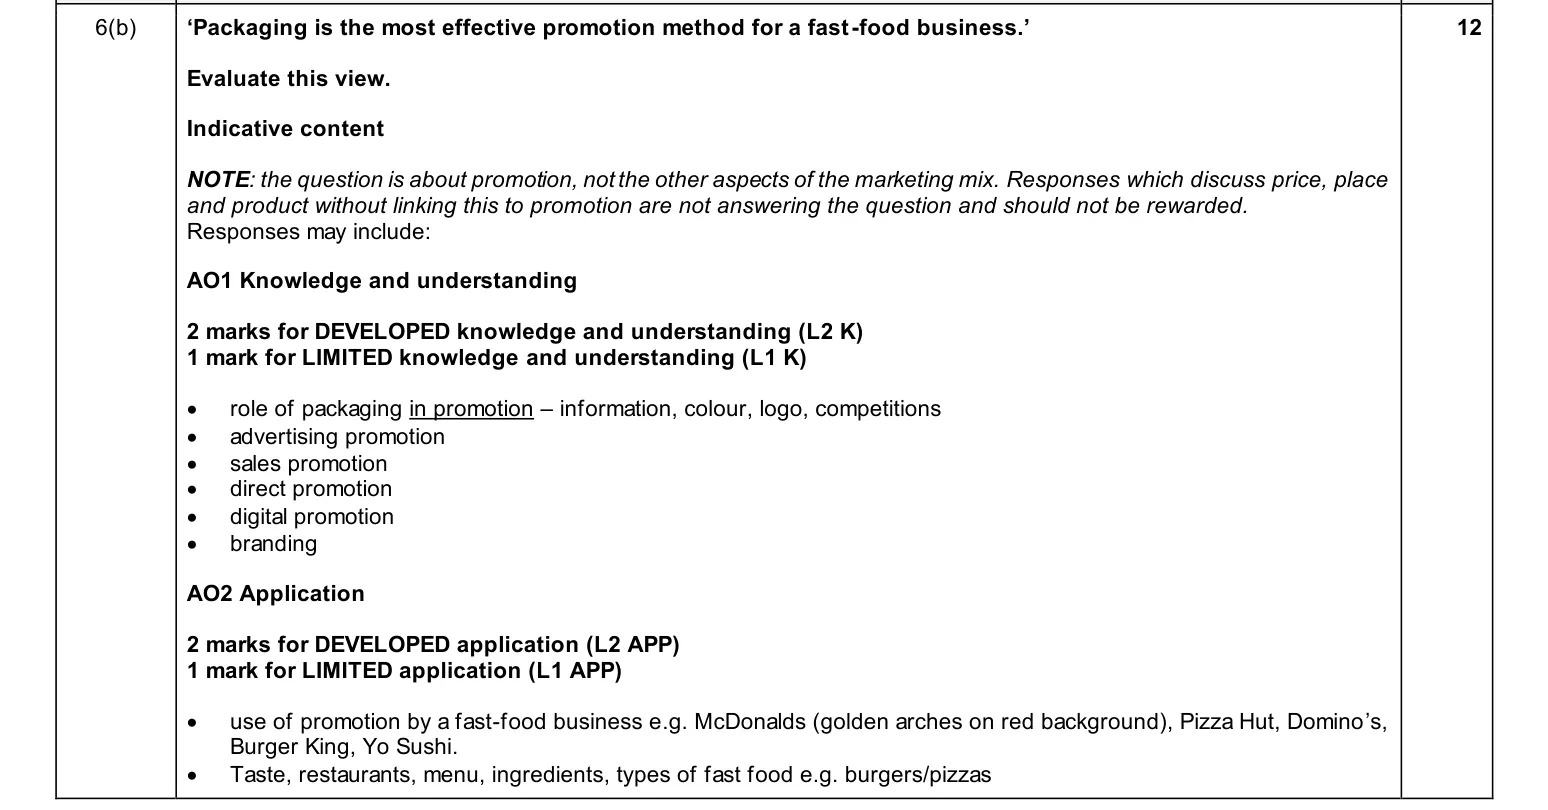 6(b) ‘Packaging is the most effective promotion method for a fast-food business.’ 12
Evaluate this view.
Indicative content
NOTE: the question is about promotion, not the other aspects of the marketing mix. Responses which discuss price, place
and product without linking this to promotion are not answering the question and should not be rewarded.
Responses may include:
AO1 Knowledge and understanding
2 marks for DEVELOPED knowledge and understanding (L2 K)
1 mark for LIMITED knowledge and understanding (L1 K)
• role of packaging in promotion – information, colour, logo, competitions
• advertising promotion
• sales promotion
• direct promotion
• digital promotion
• branding
AO2 Application
2 marks for DEVELOPED application (L2 APP)
1 mark for LIMITED application (L1 APP)
• use of promotion by a fast-food business e.g. McDonalds (golden arches on red background), Pizza Hut, Domino’s,
Burger King, Yo Sushi.
• Taste, restaurants, menu, ingredients, types of fast food e.g. burgers/pizzas